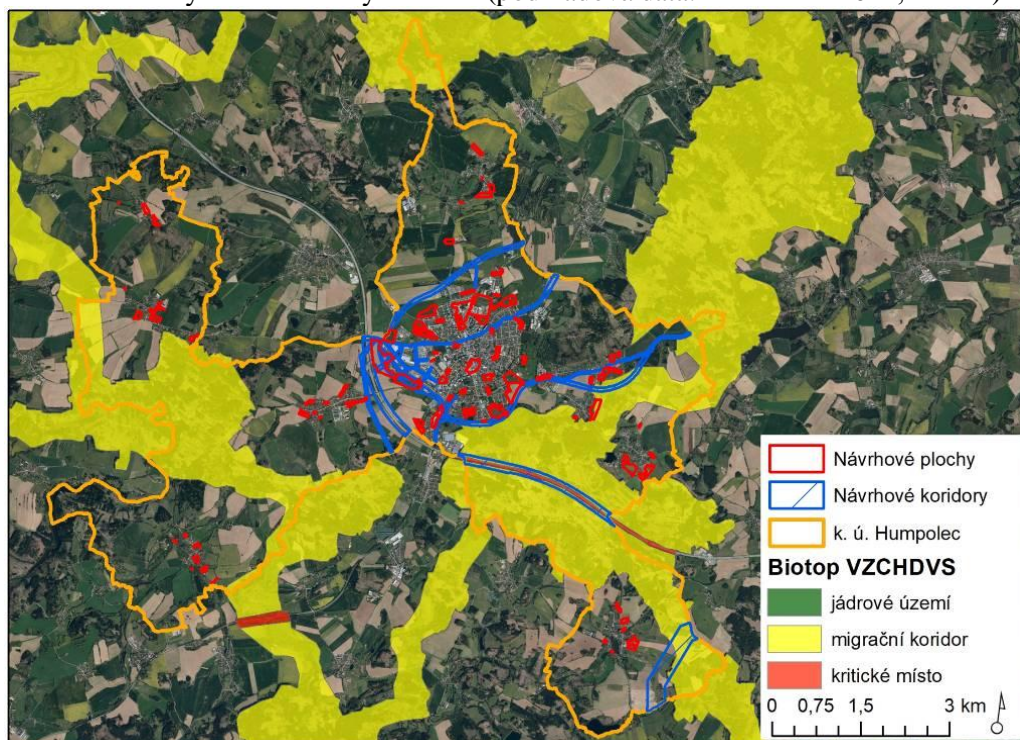 Návrhové plochy
Návrhové koridory
k. ú. Humpolec
Biotop VZCHDVS
jádrové území
migrační koridor
kritické místo
0 0,75 1,5 3 km